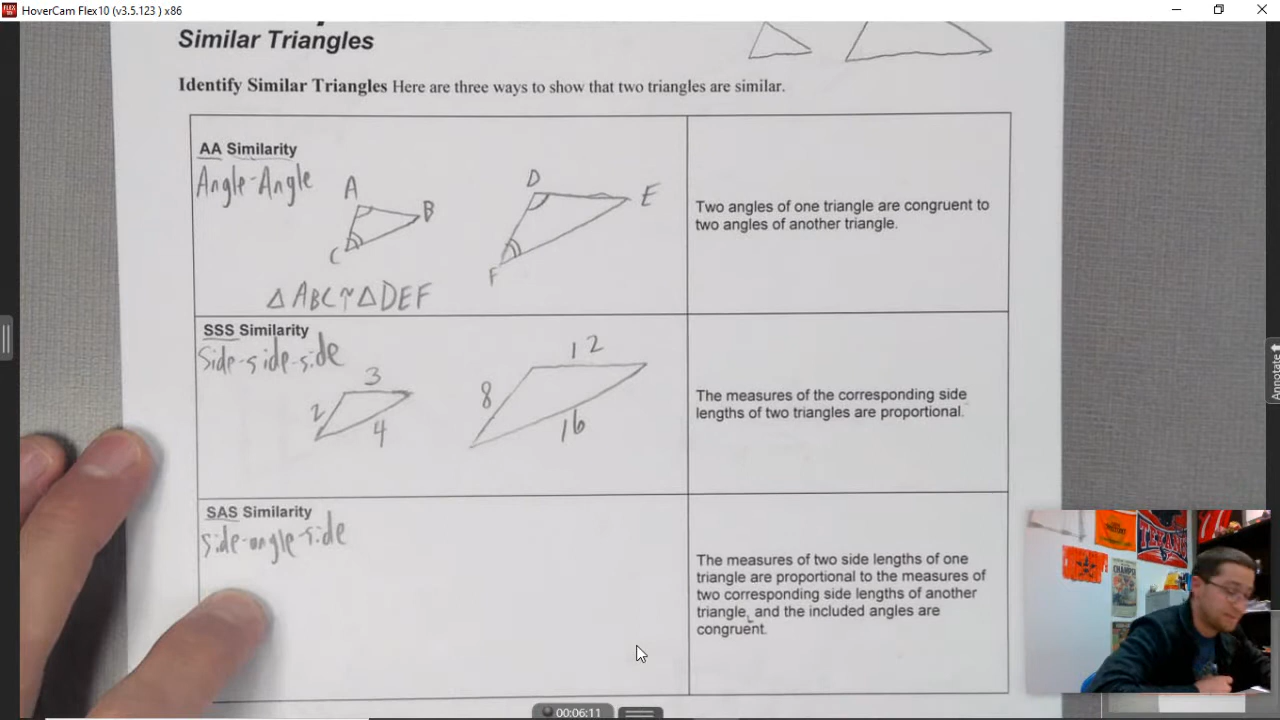 HoverCam Flex10 (v3.5.123 ) x86
Similar Triangles
Identify Similar Triangles Here are three ways to show that two triangles are similar.
AA Similarity
Angle-Angle
A
B
C
D
E
F
△ABC~△DEF
Two angles of one triangle are congruent to
two angles of another triangle.
SSS Similarity
Side-side-side
3
2
4
12
8
16
The measures of the corresponding side
lengths of two triangles are proportional.
SAS Similarity
side-angle-side
The measures of two side lengths of one
triangle are proportional to the measures of
two corresponding side lengths of another
triangle, and the included angles are
congruent.
Annotate
TEXANS
00:06:11